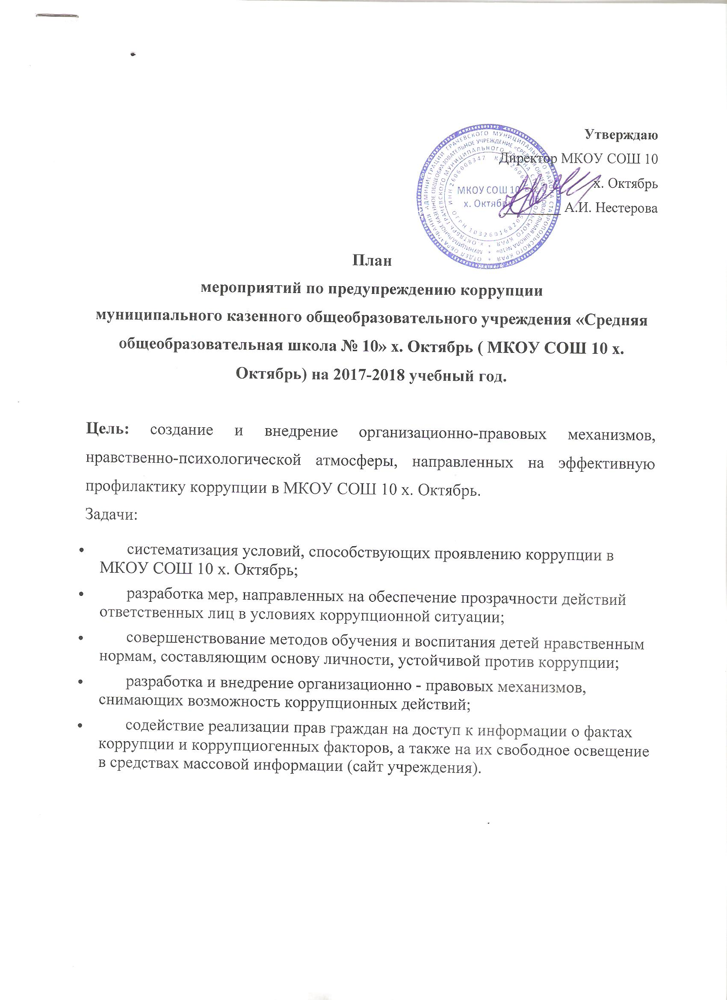 Утверждаю
Директор МКОУ СОШ 10
х. Октябрь
А.И. Нестерова
МКОУ СОШ 10
х. Октябрь
ИНН 2606008347
План
мероприятий по предупреждению коррупции
муниципального казенного общеобразовательного учреждения «Средняя
общеобразовательная школа № 10» х. Октябрь ( МКОУ СОШ 10 х.
Октябрь) на 2017-2018 учебный год.
Цель: создание и внедрение организационно-правовых механизмов,
нравственно-психологической атмосферы, направленных на эффективную
профилактику коррупции в МКОУ СОШ 10 х. Октябрь.
Задачи:
• систематизация условий, способствующих проявлению коррупции в
МКОУ СОШ 10 х. Октябрь;
• разработка мер, направленных на обеспечение прозрачности действий
ответственных лиц в условиях коррупционной ситуации;
• совершенствование методов обучения и воспитания детей нравственным
нормам, составляющим основу личности, устойчивой против коррупции;
• разработка и внедрение организационно - правовых механизмов,
снимающих возможность коррупционных действий;
• содействие реализации прав граждан на доступ к информации о фактах
коррупции и коррупциогенных факторов, а также на их свободное освещение
в средствах массовой информации (сайт учреждения).